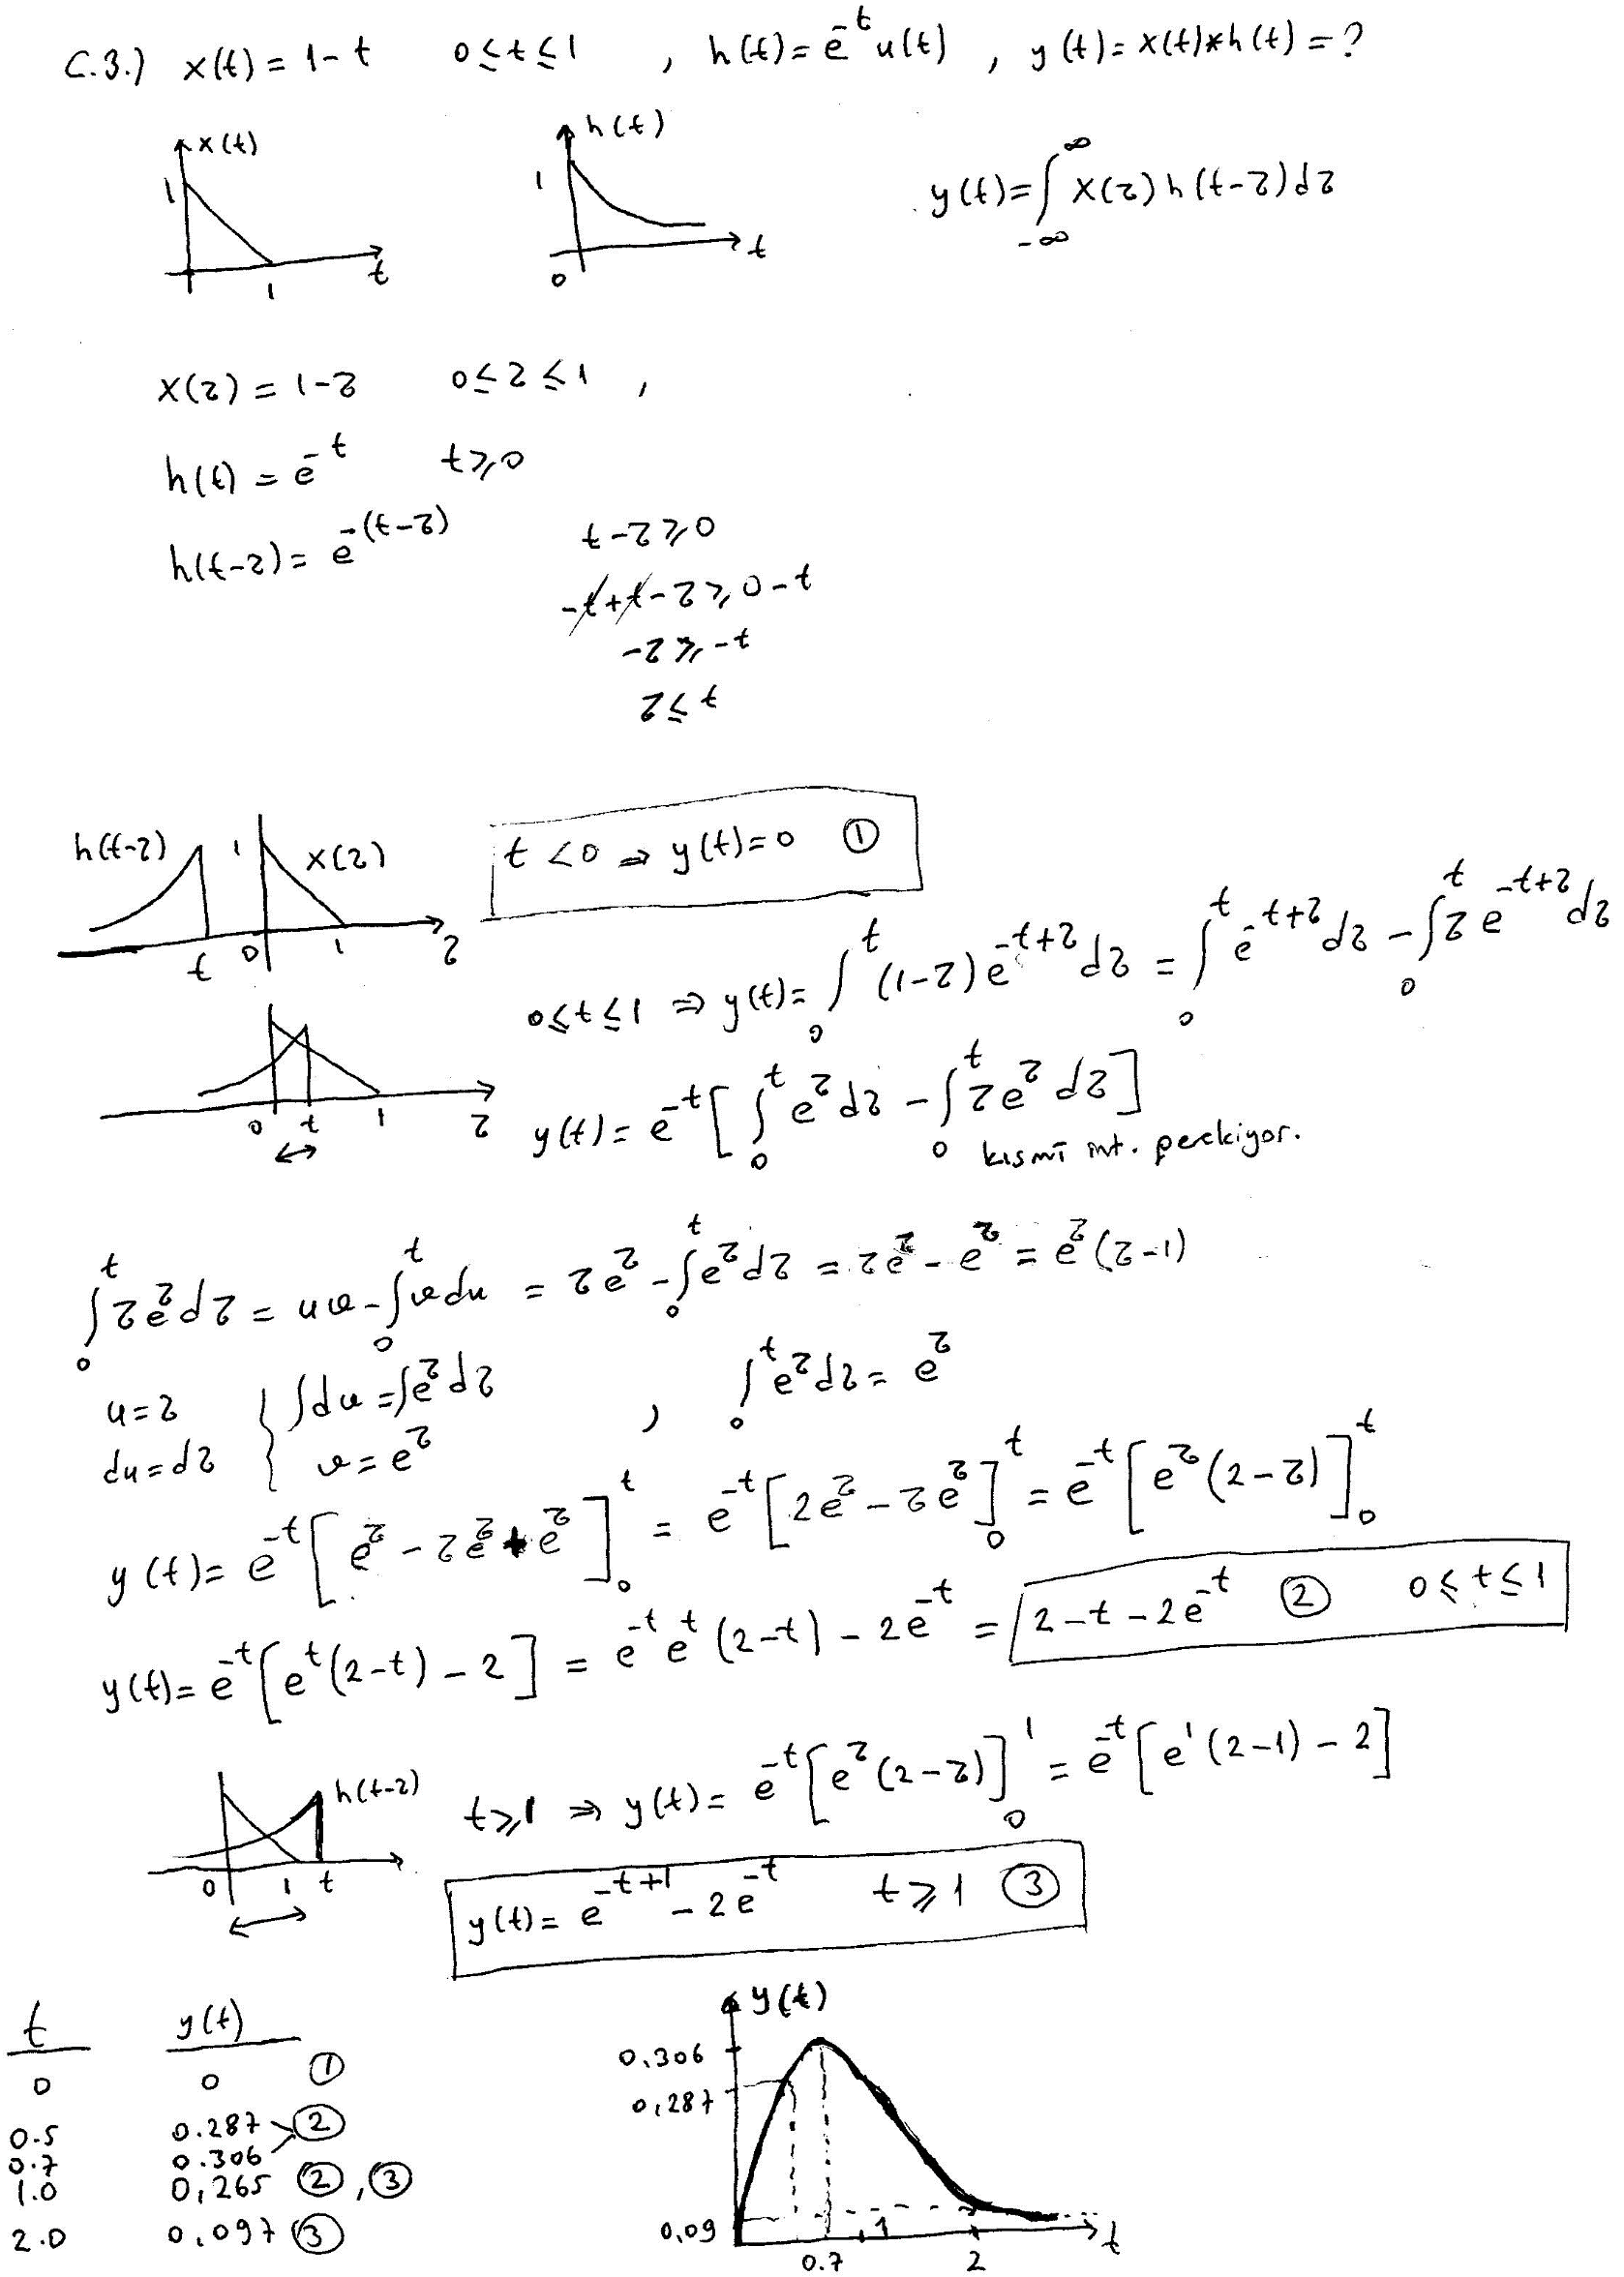 C.3.) x(t) = 1-t 0≤t≤1 , h(t) = e^-t u(t) , y(t) = x(t)*h(t) = ?
x(t)
1
1
t
h(t)
1
0
t
y(t) = ∫_-∞^∞ x(τ) h(t-τ) dτ
x(τ) = 1-τ 0≤τ≤1 ,
h(t) = e^-t t≥0
h(t-τ) = e^-(t-τ) t-τ≥0
-t+t-τ≥0-t
-τ≥-t
τ≤t
h(t-τ) 1 x(τ)
t 0 1 τ
t<0 ⇒ y(t)=0 ①
0≤t≤1 ⇒ y(t) = ∫_0^t (1-τ) e^-t+τ dτ = ∫_0^t e^-t+τ dτ - ∫_0^t τ e^-t+τ dτ
0 t 1 τ
y(t) = e^-t [ ∫_0^t e^τ dτ - ∫_0^t τ e^τ dτ ]
kısmi int. gerekiyor.
∫_0^t τ e^τ dτ = uv - ∫_0^t v du = τ e^τ - ∫_0^t e^τ dτ = τ e^τ - e^τ = e^τ (τ-1)
u = τ { ∫dv = ∫e^τ dτ , ∫_0^t e^τ dτ = e^τ
du = dτ { v = e^τ
y(t) = e^-t [ e^τ - τ e^τ + e^τ ]_0^t = e^-t [ 2e^τ - τ e^τ ]_0^t = e^-t [ e^τ (2-τ) ]_0^t
y(t) = e^-t [ e^t (2-t) - 2 ] = e^-t e^t (2-t) - 2e^-t = 2-t-2e^-t ② 0≤t≤1
h(t-τ)
0 1 t
t≥1 ⇒ y(t) = e^-t [ e^τ (2-τ) ]_0^1 = e^-t [ e^1 (2-1) - 2 ]
y(t) = e^-t+1 - 2e^-t t≥1 ③
t y(t)
0 0 ①
0.5 0.287 ②
0.7 0.306
1.0 0,265 ②,③
2.0 0,097 ③
y(t)
0.306
0,287
0,09
0.7 1 2 t